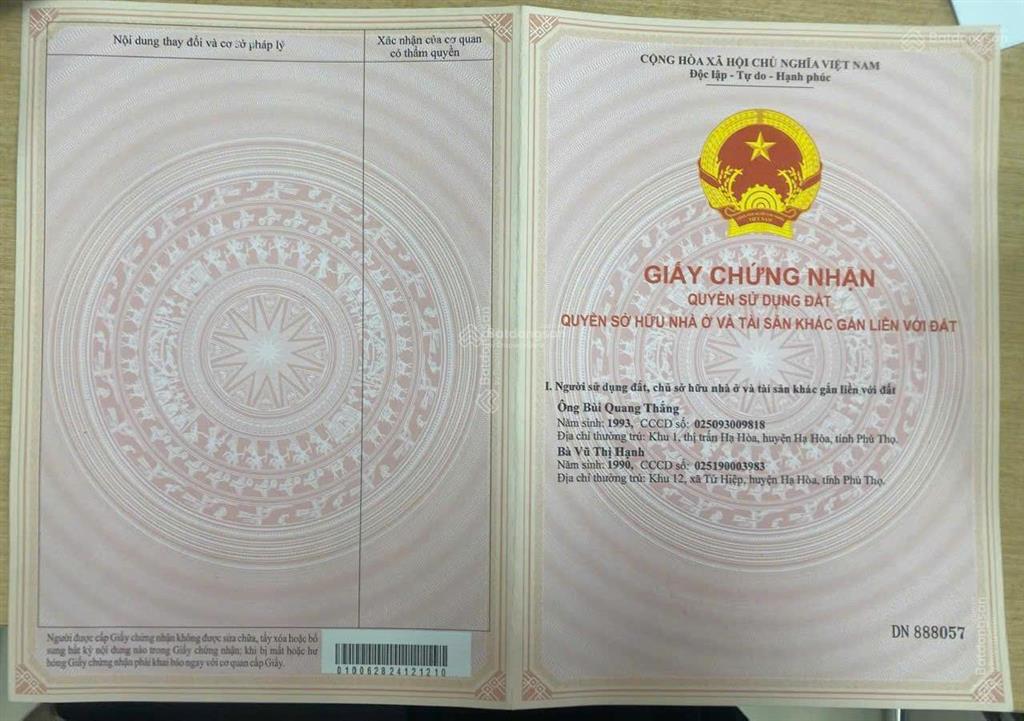 Nội dung thay đổi và cơ sở pháp lý
Xác nhận của cơ quan
có thẩm quyền
Người được cấp Giấy chứng nhận không được sửa chữa, tẩy xóa hoặc bổ
sung bất kỳ nội dung nào trong Giấy chứng nhận; khi bị mất hoặc hư
hỏng Giấy chứng nhận phải khai báo ngay với cơ quan cấp Giấy.
010062824121210
CỘNG HÒA XÃ HỘI CHỦ NGHĨA VIỆT NAM
Độc lập - Tự do - Hạnh phúc
VIỆT NAM
GIẤY CHỨNG NHẬN
QUYỀN SỬ DỤNG ĐẤT
QUYỀN SỞ HỮU NHÀ Ở VÀ TÀI SẢN KHÁC GẮN LIỀN VỚI ĐẤT
I. Người sử dụng đất, chủ sở hữu nhà ở và tài sản khác gắn liền với đất
Ông Bùi Quang Thắng
Năm sinh: 1993, CCCD số: 025093009818
Địa chỉ thường trú: Khu 1, thị trấn Hạ Hòa, huyện Hạ Hòa, tỉnh Phú Thọ.
Bà Vũ Thị Hạnh
Năm sinh: 1990, CCCD số: 025190003983
Địa chỉ thường trú: Khu 12, xã Tứ Hiệp, huyện Hạ Hòa, tỉnh Phú Thọ.
DN 888057
Batdongsan
Batdongsan
Batdongsan